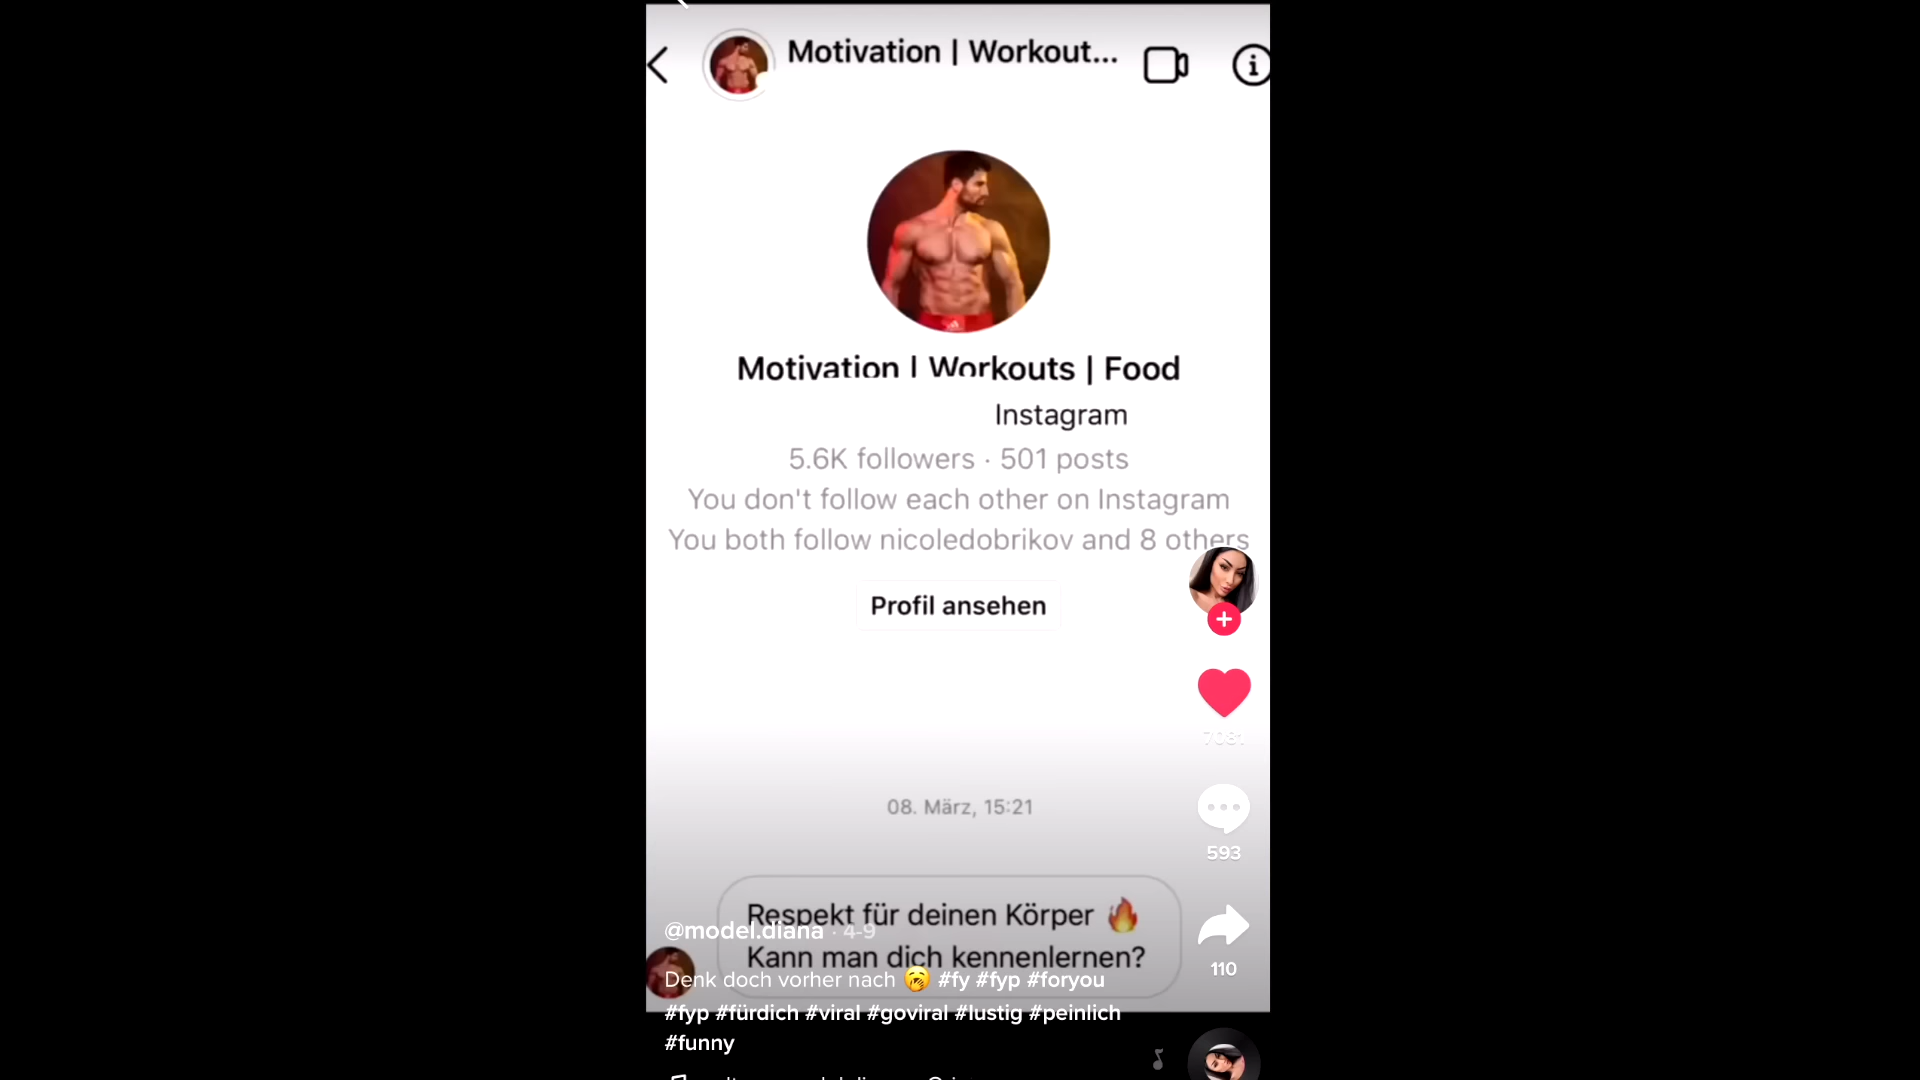 Motivation | Workout...
Motivation | Workouts | Food
Instagram
5.6K followers · 501 posts
You don't follow each other on Instagram
You both follow nicoledobrikov and 8 others
Profil ansehen
7081
08. März, 15:21
593
Respekt für deinen Körper 🔥
Kann man dich kennenlernen?
@model.diana · 4-9
110
Denk doch vorher nach 🥱 #fy #fyp #foryou
#fyp #fürdich #viral #goviral #lustig #peinlich
#funny